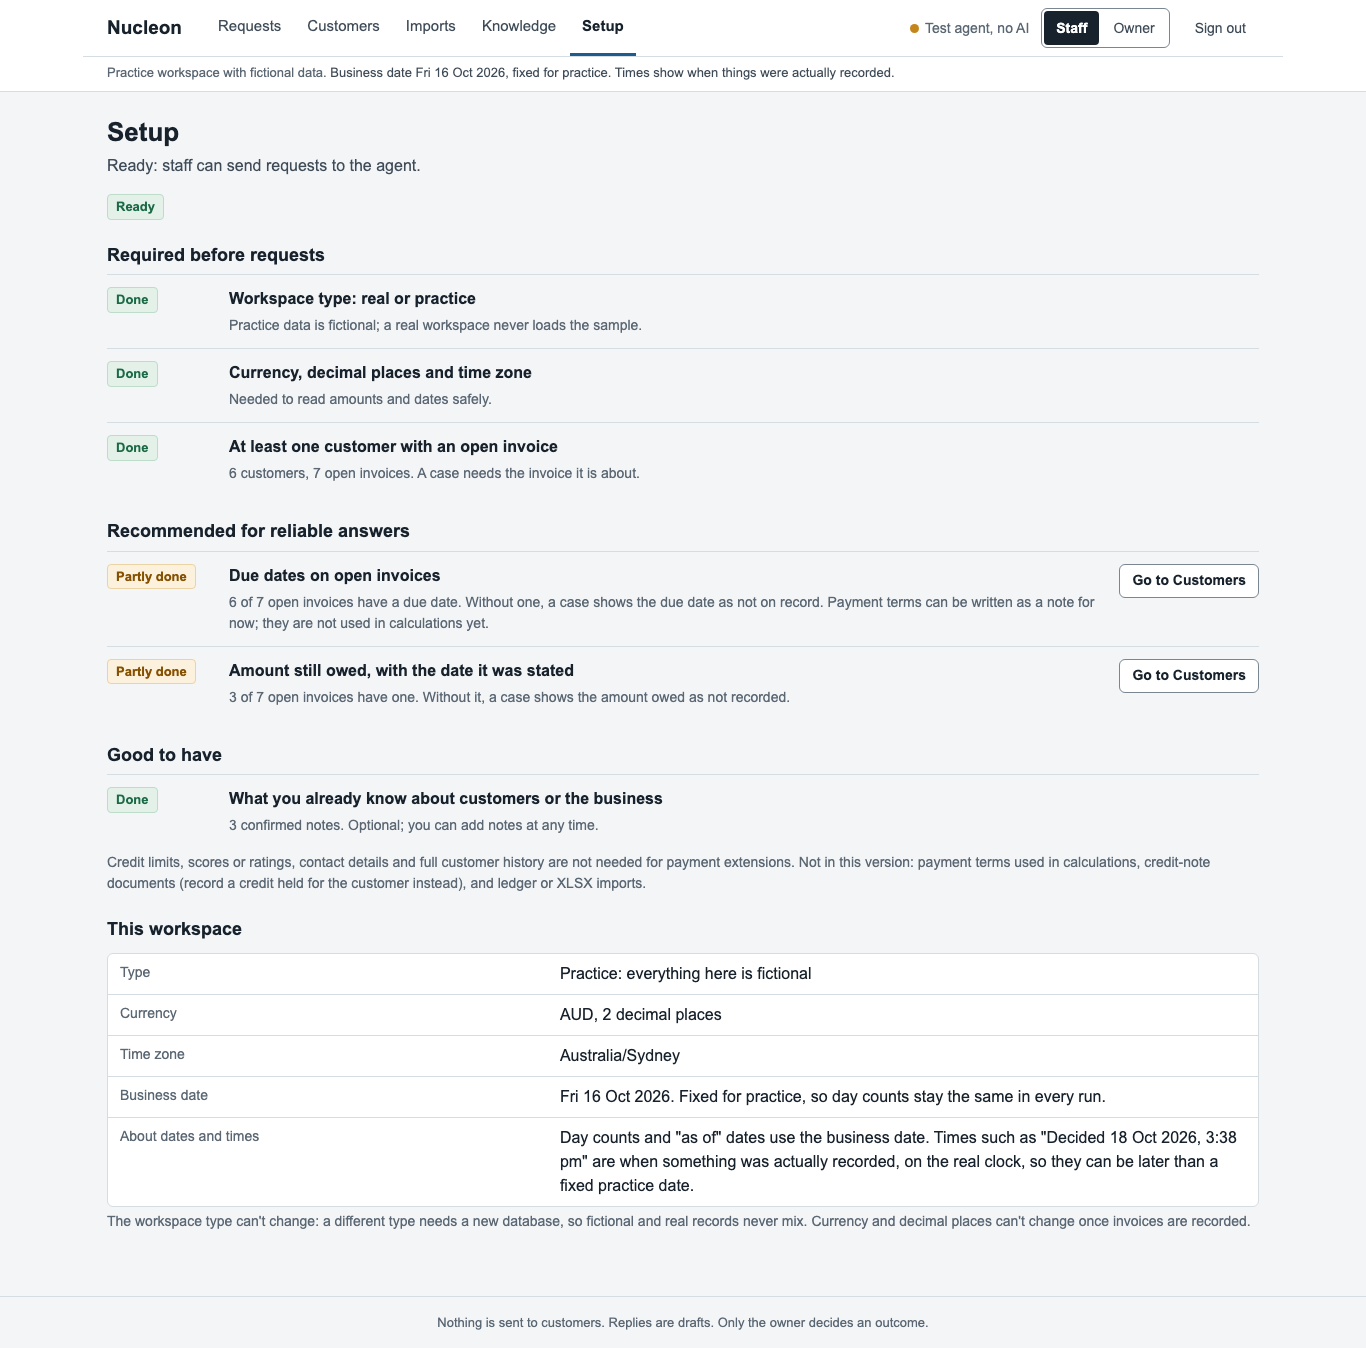 Nucleon Requests Customers Imports Knowledge Setup Test agent, no AI Staff Owner Sign out
Practice workspace with fictional data. Business date Fri 16 Oct 2026, fixed for practice. Times show when things were actually recorded.
Setup
Ready: staff can send requests to the agent.
Ready
Required before requests
Done Workspace type: real or practice
Practice data is fictional; a real workspace never loads the sample.
Done Currency, decimal places and time zone
Needed to read amounts and dates safely.
Done At least one customer with an open invoice
6 customers, 7 open invoices. A case needs the invoice it is about.
Recommended for reliable answers
Partly done Due dates on open invoices Go to Customers
6 of 7 open invoices have a due date. Without one, a case shows the due date as not on record. Payment terms can be written as a note for
now; they are not used in calculations yet.
Partly done Amount still owed, with the date it was stated Go to Customers
3 of 7 open invoices have one. Without it, a case shows the amount owed as not recorded.
Good to have
Done What you already know about customers or the business
3 confirmed notes. Optional; you can add notes at any time.
Credit limits, scores or ratings, contact details and full customer history are not needed for payment extensions. Not in this version: payment terms used in calculations, credit-note
documents (record a credit held for the customer instead), and ledger or XLSX imports.
This workspace
Type Practice: everything here is fictional
Currency AUD, 2 decimal places
Time zone Australia/Sydney
Business date Fri 16 Oct 2026. Fixed for practice, so day counts stay the same in every run.
About dates and times Day counts and "as of" dates use the business date. Times such as "Decided 18 Oct 2026, 3:38
pm" are when something was actually recorded, on the real clock, so they can be later than a
fixed practice date.
The workspace type can't change: a different type needs a new database, so fictional and real records never mix. Currency and decimal places can't change once invoices are recorded.
Nothing is sent to customers. Replies are drafts. Only the owner decides an outcome.